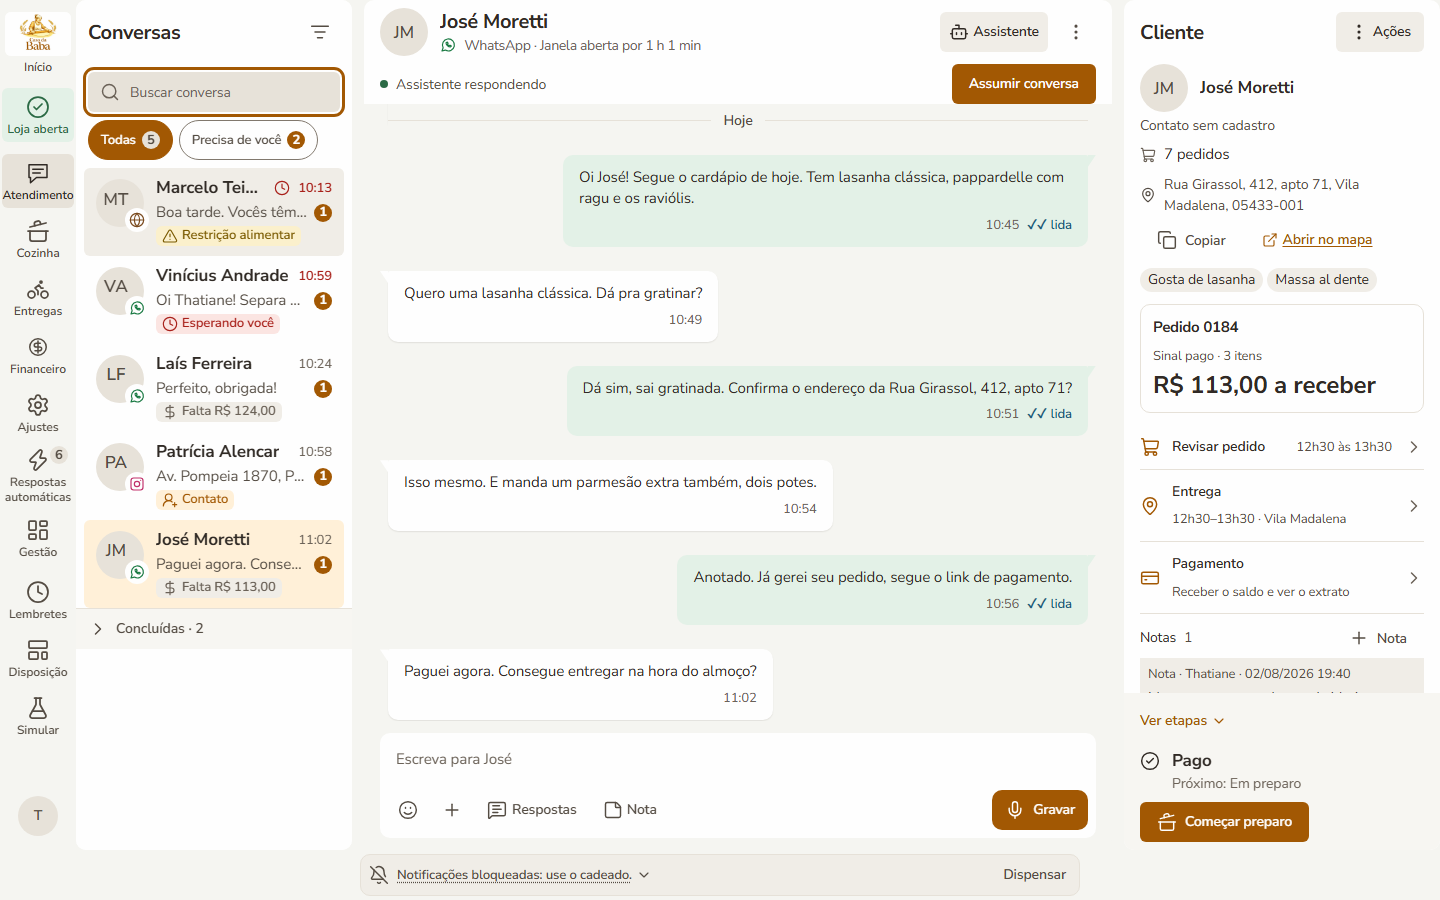 Casa da
Baba
Início
Loja aberta
Atendimento
Cozinha
Entregas
Financeiro
Ajustes
6
Respostas
automáticas
Gestão
Lembretes
Disposição
Simular
T
Conversas
Buscar conversa
Todas 5
Precisa de você 2
MT
Marcelo Tei... 10:13
Boa tarde. Vocês têm... 1
Restrição alimentar
VA
Vinícius Andrade 10:59
Oi Thatiane! Separa ... 1
Esperando você
LF
Laís Ferreira 10:24
Perfeito, obrigada! 1
Falta R$ 124,00
PA
Patrícia Alencar 10:58
Av. Pompeia 1870, P... 1
Contato
JM
José Moretti 11:02
Paguei agora. Conse... 1
Falta R$ 113,00
Concluídas · 2
JM
José Moretti
WhatsApp · Janela aberta por 1 h 1 min
Assistente
Assistente respondendo
Assumir conversa
Hoje
Oi José! Segue o cardápio de hoje. Tem lasanha clássica, pappardelle com
ragu e os raviólis.
10:45 lida
Quero uma lasanha clássica. Dá pra gratinar?
10:49
Dá sim, sai gratinada. Confirma o endereço da Rua Girassol, 412, apto 71?
10:51 lida
Isso mesmo. E manda um parmesão extra também, dois potes.
10:54
Anotado. Já gerei seu pedido, segue o link de pagamento.
10:56 lida
Paguei agora. Consegue entregar na hora do almoço?
11:02
Escreva para José
Respostas
Nota
Gravar
Notificações bloqueadas: use o cadeado.
Dispensar
Cliente
Ações
JM
José Moretti
Contato sem cadastro
7 pedidos
Rua Girassol, 412, apto 71, Vila
Madalena, 05433-001
Copiar
Abrir no mapa
Gosta de lasanha
Massa al dente
Pedido 0184
Sinal pago · 3 itens
R$ 113,00 a receber
Revisar pedido 12h30 às 13h30
Entrega
12h30–13h30 · Vila Madalena
Pagamento
Receber o saldo e ver o extrato
Notas 1
Nota
Nota · Thatiane · 02/08/2026 19:40
Ver etapas
Pago
Próximo: Em preparo
Começar preparo